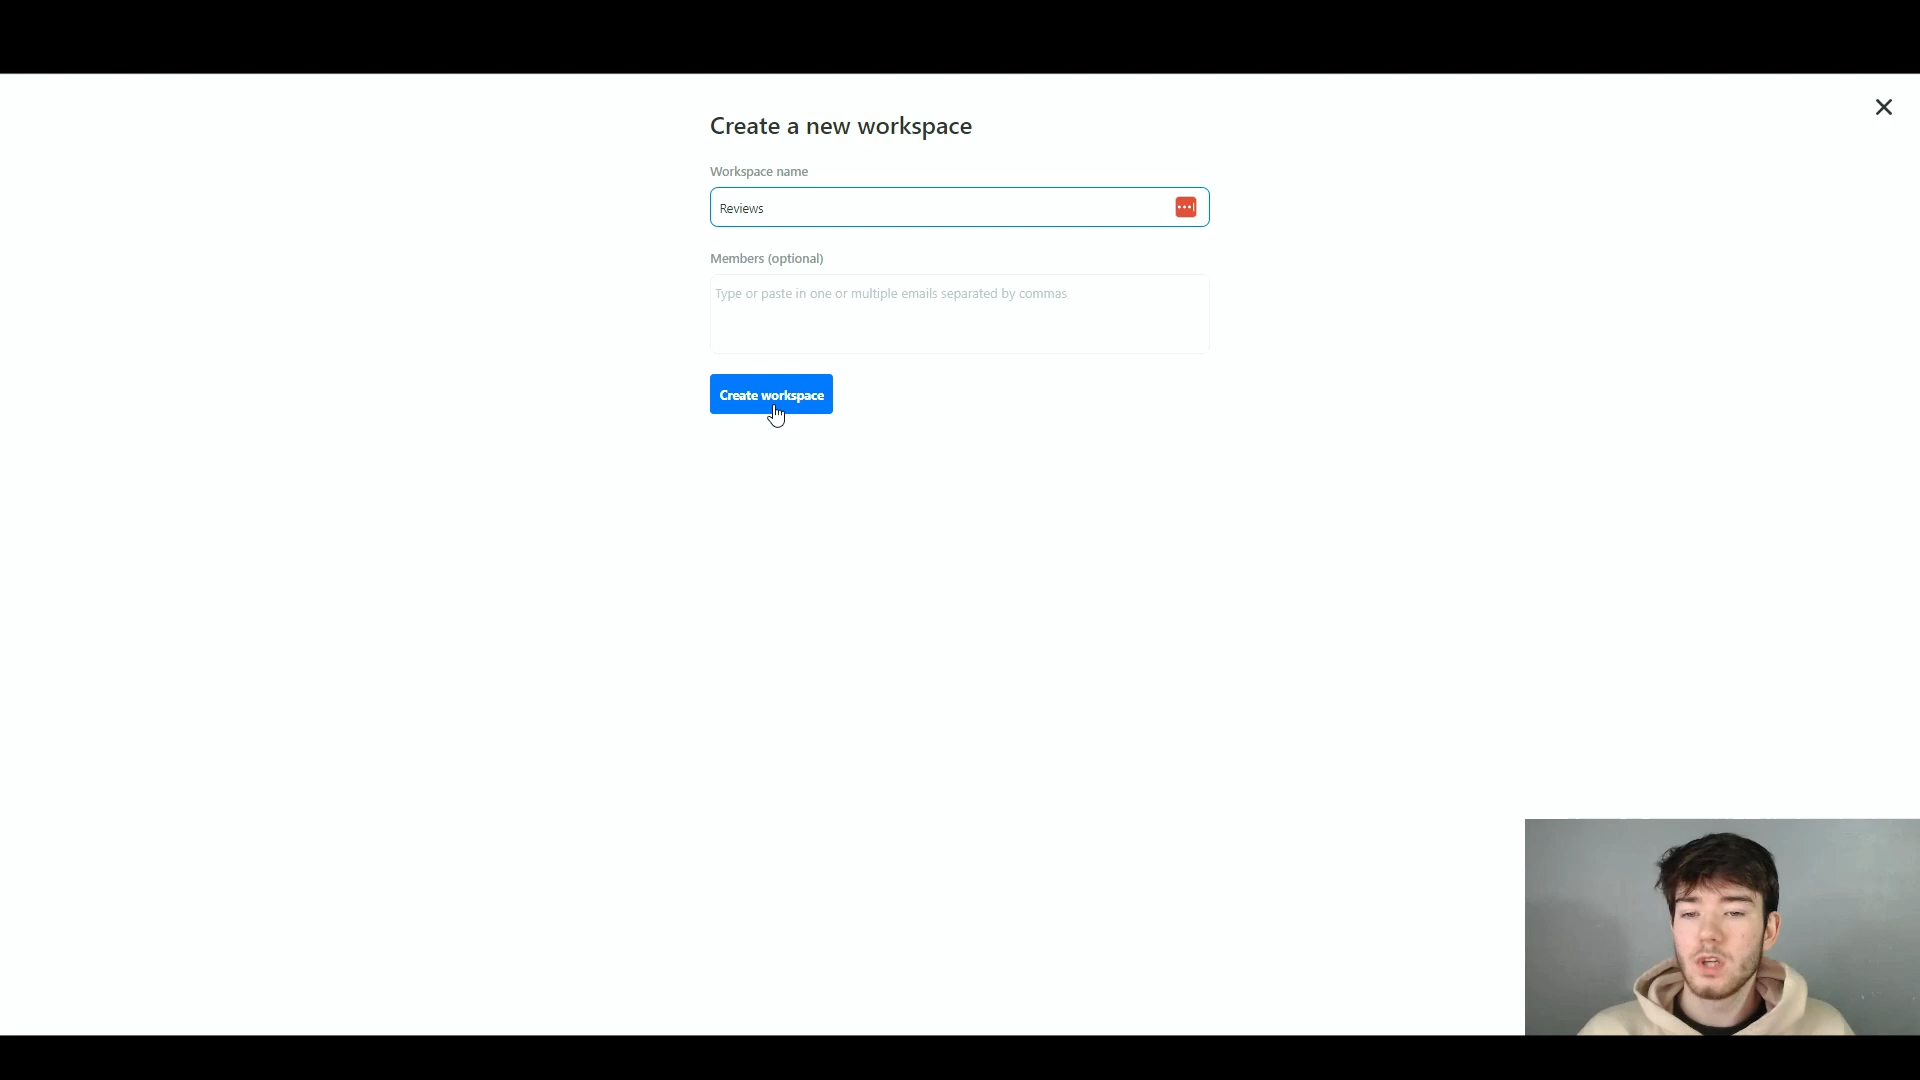 Create a new workspace
Workspace name
Reviews
Members (optional)
Type or paste in one or multiple emails separated by commas
Create workspace